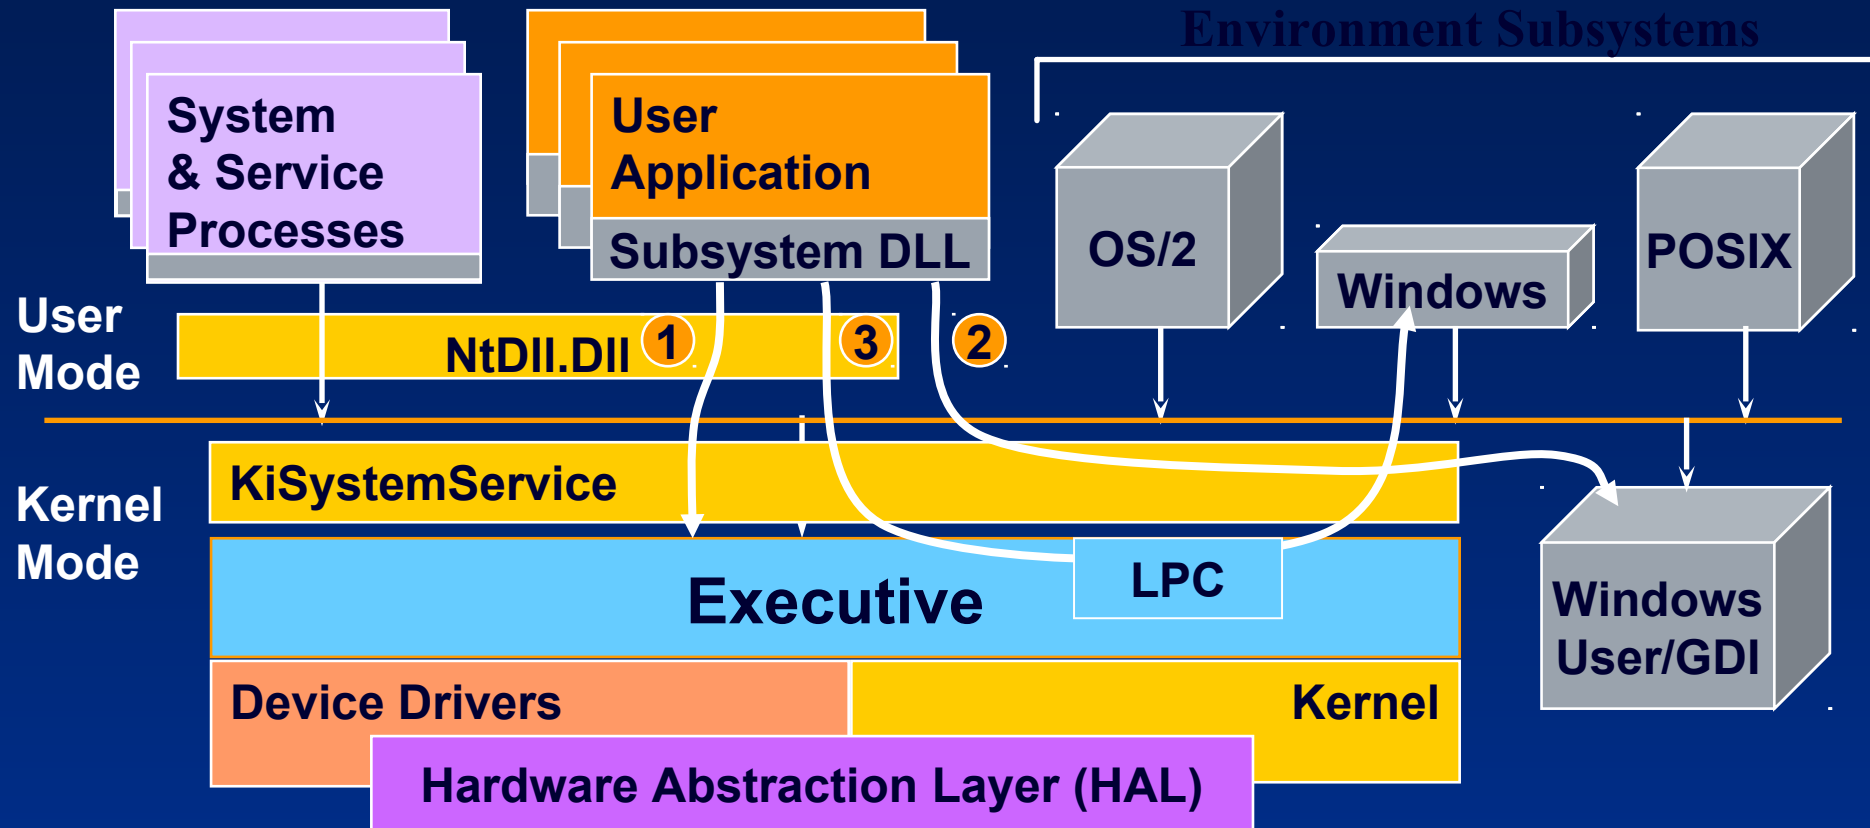 Environment Subsystems
System
& Service
Processes
User
Application
Subsystem DLL
OS/2
Windows
POSIX
User
Mode
NtDll.Dll
1
3
2
Kernel
Mode
KiSystemService
Executive
LPC
Windows
User/GDI
Device Drivers
Kernel
Hardware Abstraction Layer (HAL)